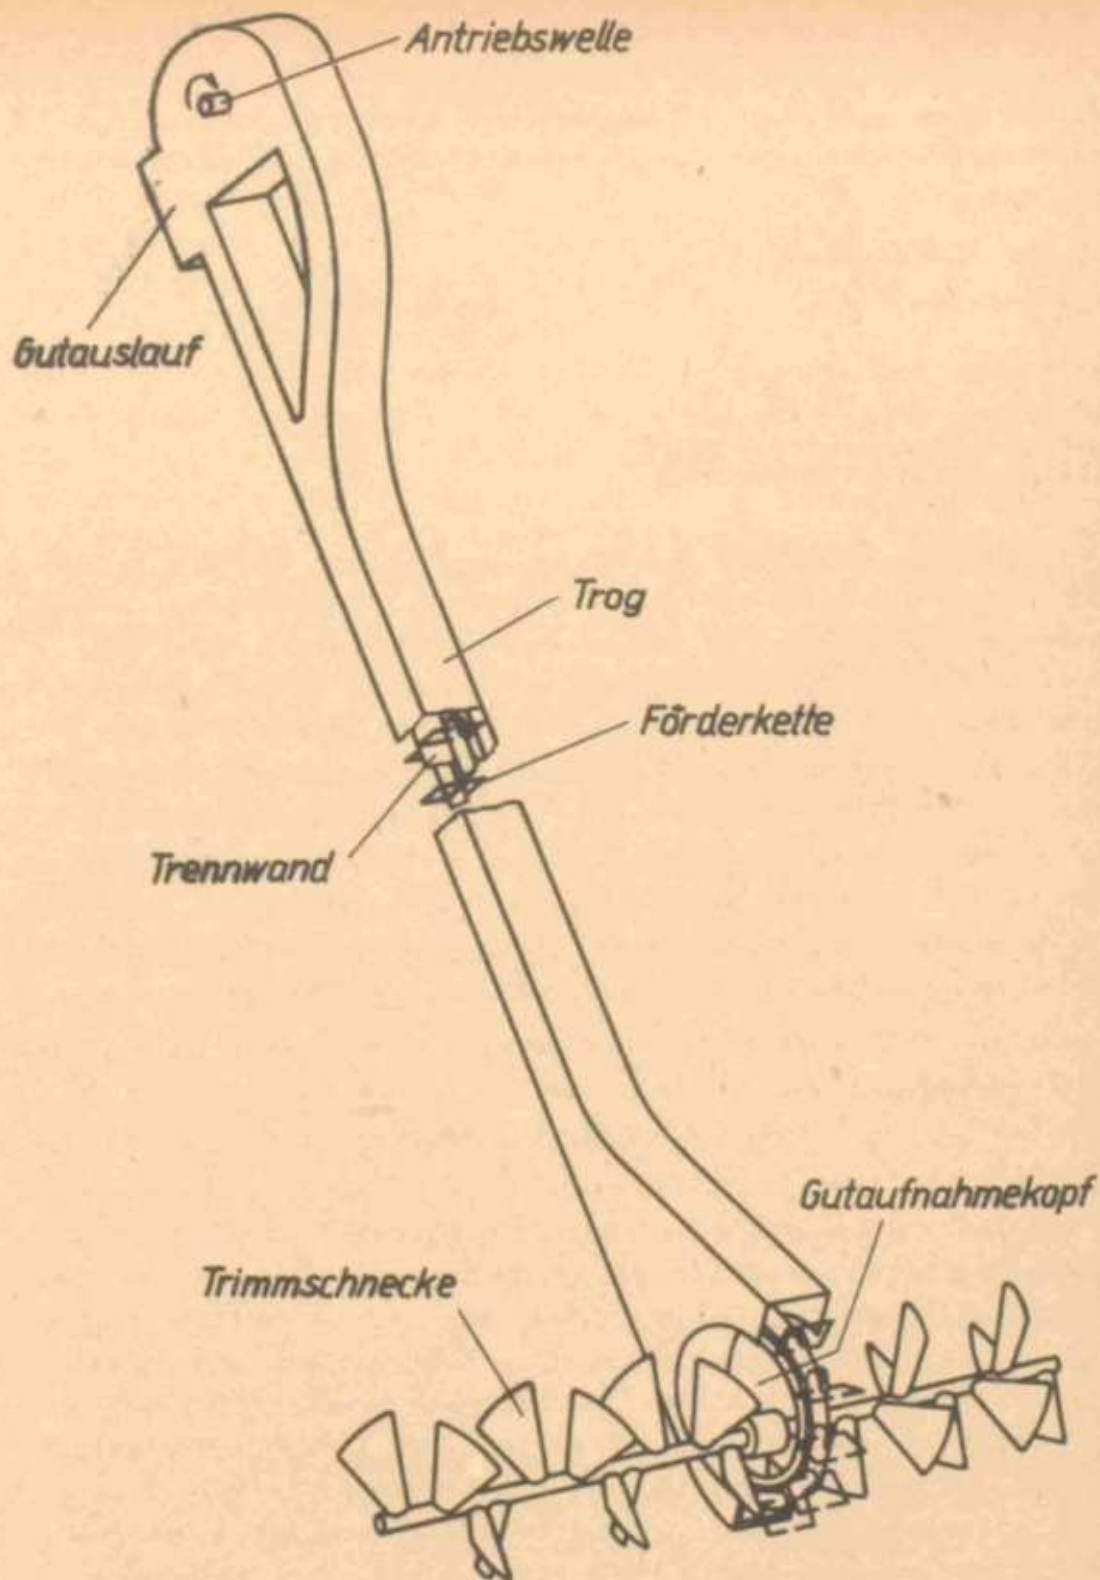 Antriebswelle
Gutauslauf
Trog
Förderkette
Trennwand
Gutaufnahmekopf
Trimmschnecke